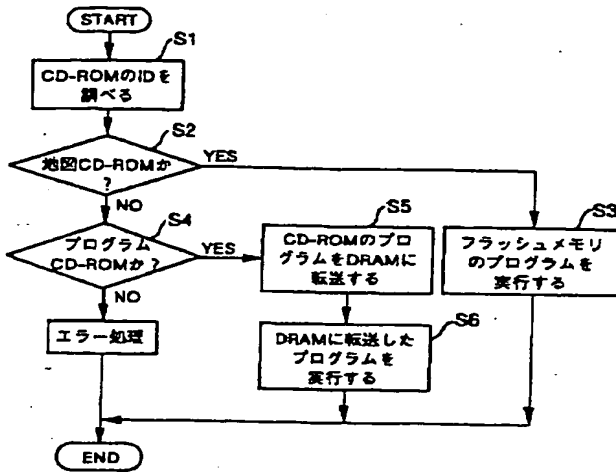 START
S1
CD-ROMのIDを
調べる
S2
地図CD-ROMか
?
YES
NO
S4
プログラム
CD-ROMか?
YES
NO
S5
CD-ROMのプロ
グラムをDRAMに
転送する
S3
フラッシュメモリ
のプログラムを
実行する
エラー処理
S6
DRAMに転送した
プログラムを
実行する
END